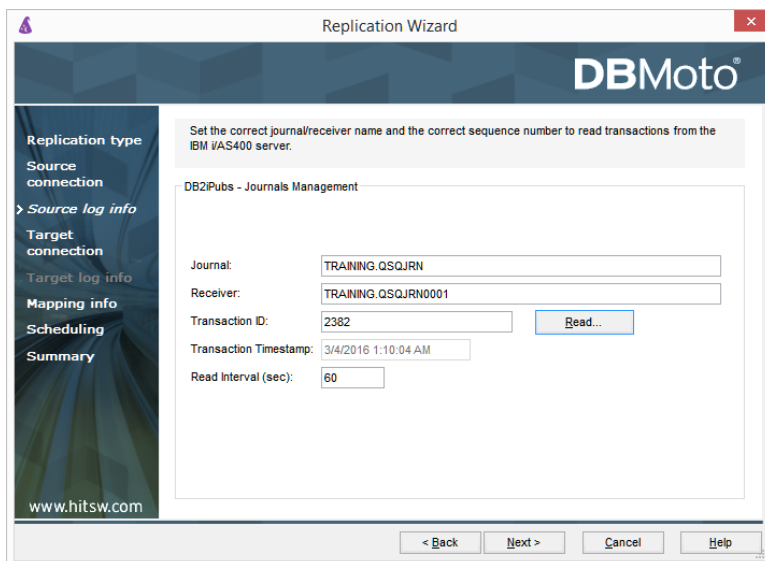 Replication Wizard
DBMoto®
Replication type
Source
connection
Source log info
Target
connection
Target log info
Mapping info
Scheduling
Summary
www.hitsw.com
Set the correct journal/receiver name and the correct sequence number to read transactions from the
IBM i/AS400 server.
DB2iPubs - Journals Management
Journal: TRAINING.QSQJRN
Receiver: TRAINING.QSQJRN0001
Transaction ID: 2382 Read...
Transaction Timestamp: 3/4/2016 1:10:04 AM
Read Interval (sec): 60
< Back Next > Cancel Help